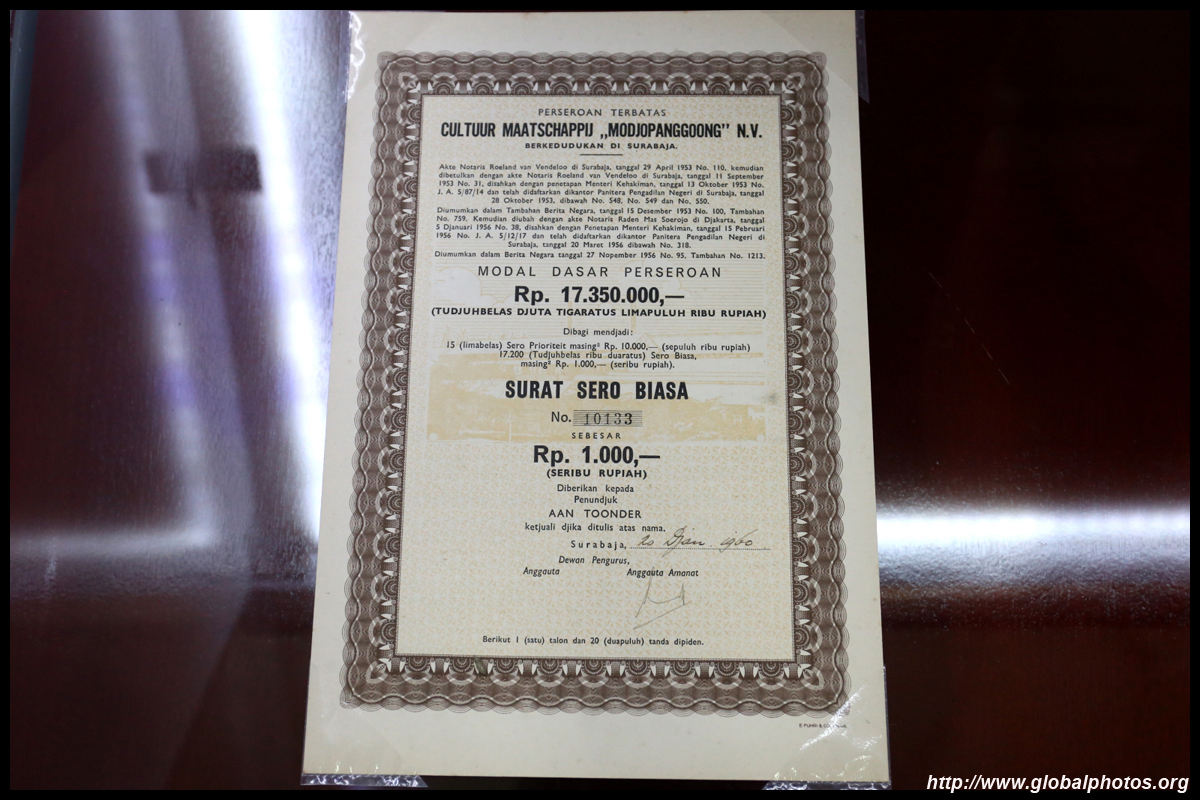 PERSEROAN TERBATAS
CULTUUR MAATSCHAPPIJ „MODJOPANGGOONG” N.V.
BERKEDUDUKAN DI SURABAJA.
Akte Notaris Roeland van Vendeloo di Surabaja, tanggal 29 April 1953 No. 110, kemudian
dibetulkan dengan akte Notaris Roeland van Vendeloo di Surabaja, tanggal 11 September
1953 No. 31, disahkan dengan penetapan Menteri Kehakiman, tanggal 13 Oktober 1953 No.
J. A. 5/87/14 dan telah didaftarkan dikantor Panitera Pengadilan Negeri di Surabaja, tanggal
28 Oktober 1953, dibawah No. 548, No. 549 dan No. 550.
Diumumkan dalam Tambahan Berita Negara, tanggal 15 Desember 1953 No. 100, Tambahan
No. 759. Kemudian diubah dengan akte Notaris Raden Mas Soerojo di Djakarta, tanggal
5 Djanuari 1956 No. 38, disahkan dengan Penetapan Menteri Kehakiman, tanggal 15 Pebruari
1956 No. J. A. 5/12/17 dan telah didaftarkan dikantor Panitera Pengadilan Negeri di
Surabaja, tanggal 20 Maret 1956 dibawah No. 318.
Diumumkan dalam Berita Negara tanggal 27 Nopember 1956 No. 95, Tambahan No. 1213.
MODAL DASAR PERSEROAN
Rp. 17.350.000,—
(TUDJUHBELAS DJUTA TIGARATUS LIMAPULUH RIBU RUPIAH)
Dibagi mendjadi:
15 (limabelas) Sero Prioriteit masing² Rp. 10.000,— (sepuluh ribu rupiah)
17.200 (Tudjuhbelas ribu duaratus) Sero Biasa,
masing² Rp. 1.000,— (seribu rupiah).
SURAT SERO BIASA
No. 10133
SEBESAR
Rp. 1.000,—
(SERIBU RUPIAH)
Diberikan kepada
Penundjuk
AAN TOONDER
ketjuali djika ditulis atas nama.
Surabaja, 20 Djan. 1960
Dewan Pengurus,
Anggauta Anggauta Amanat
Berikut 1 (satu) talon dan 20 (duapuluh) tanda dipiden.
http://www.globalphotos.org